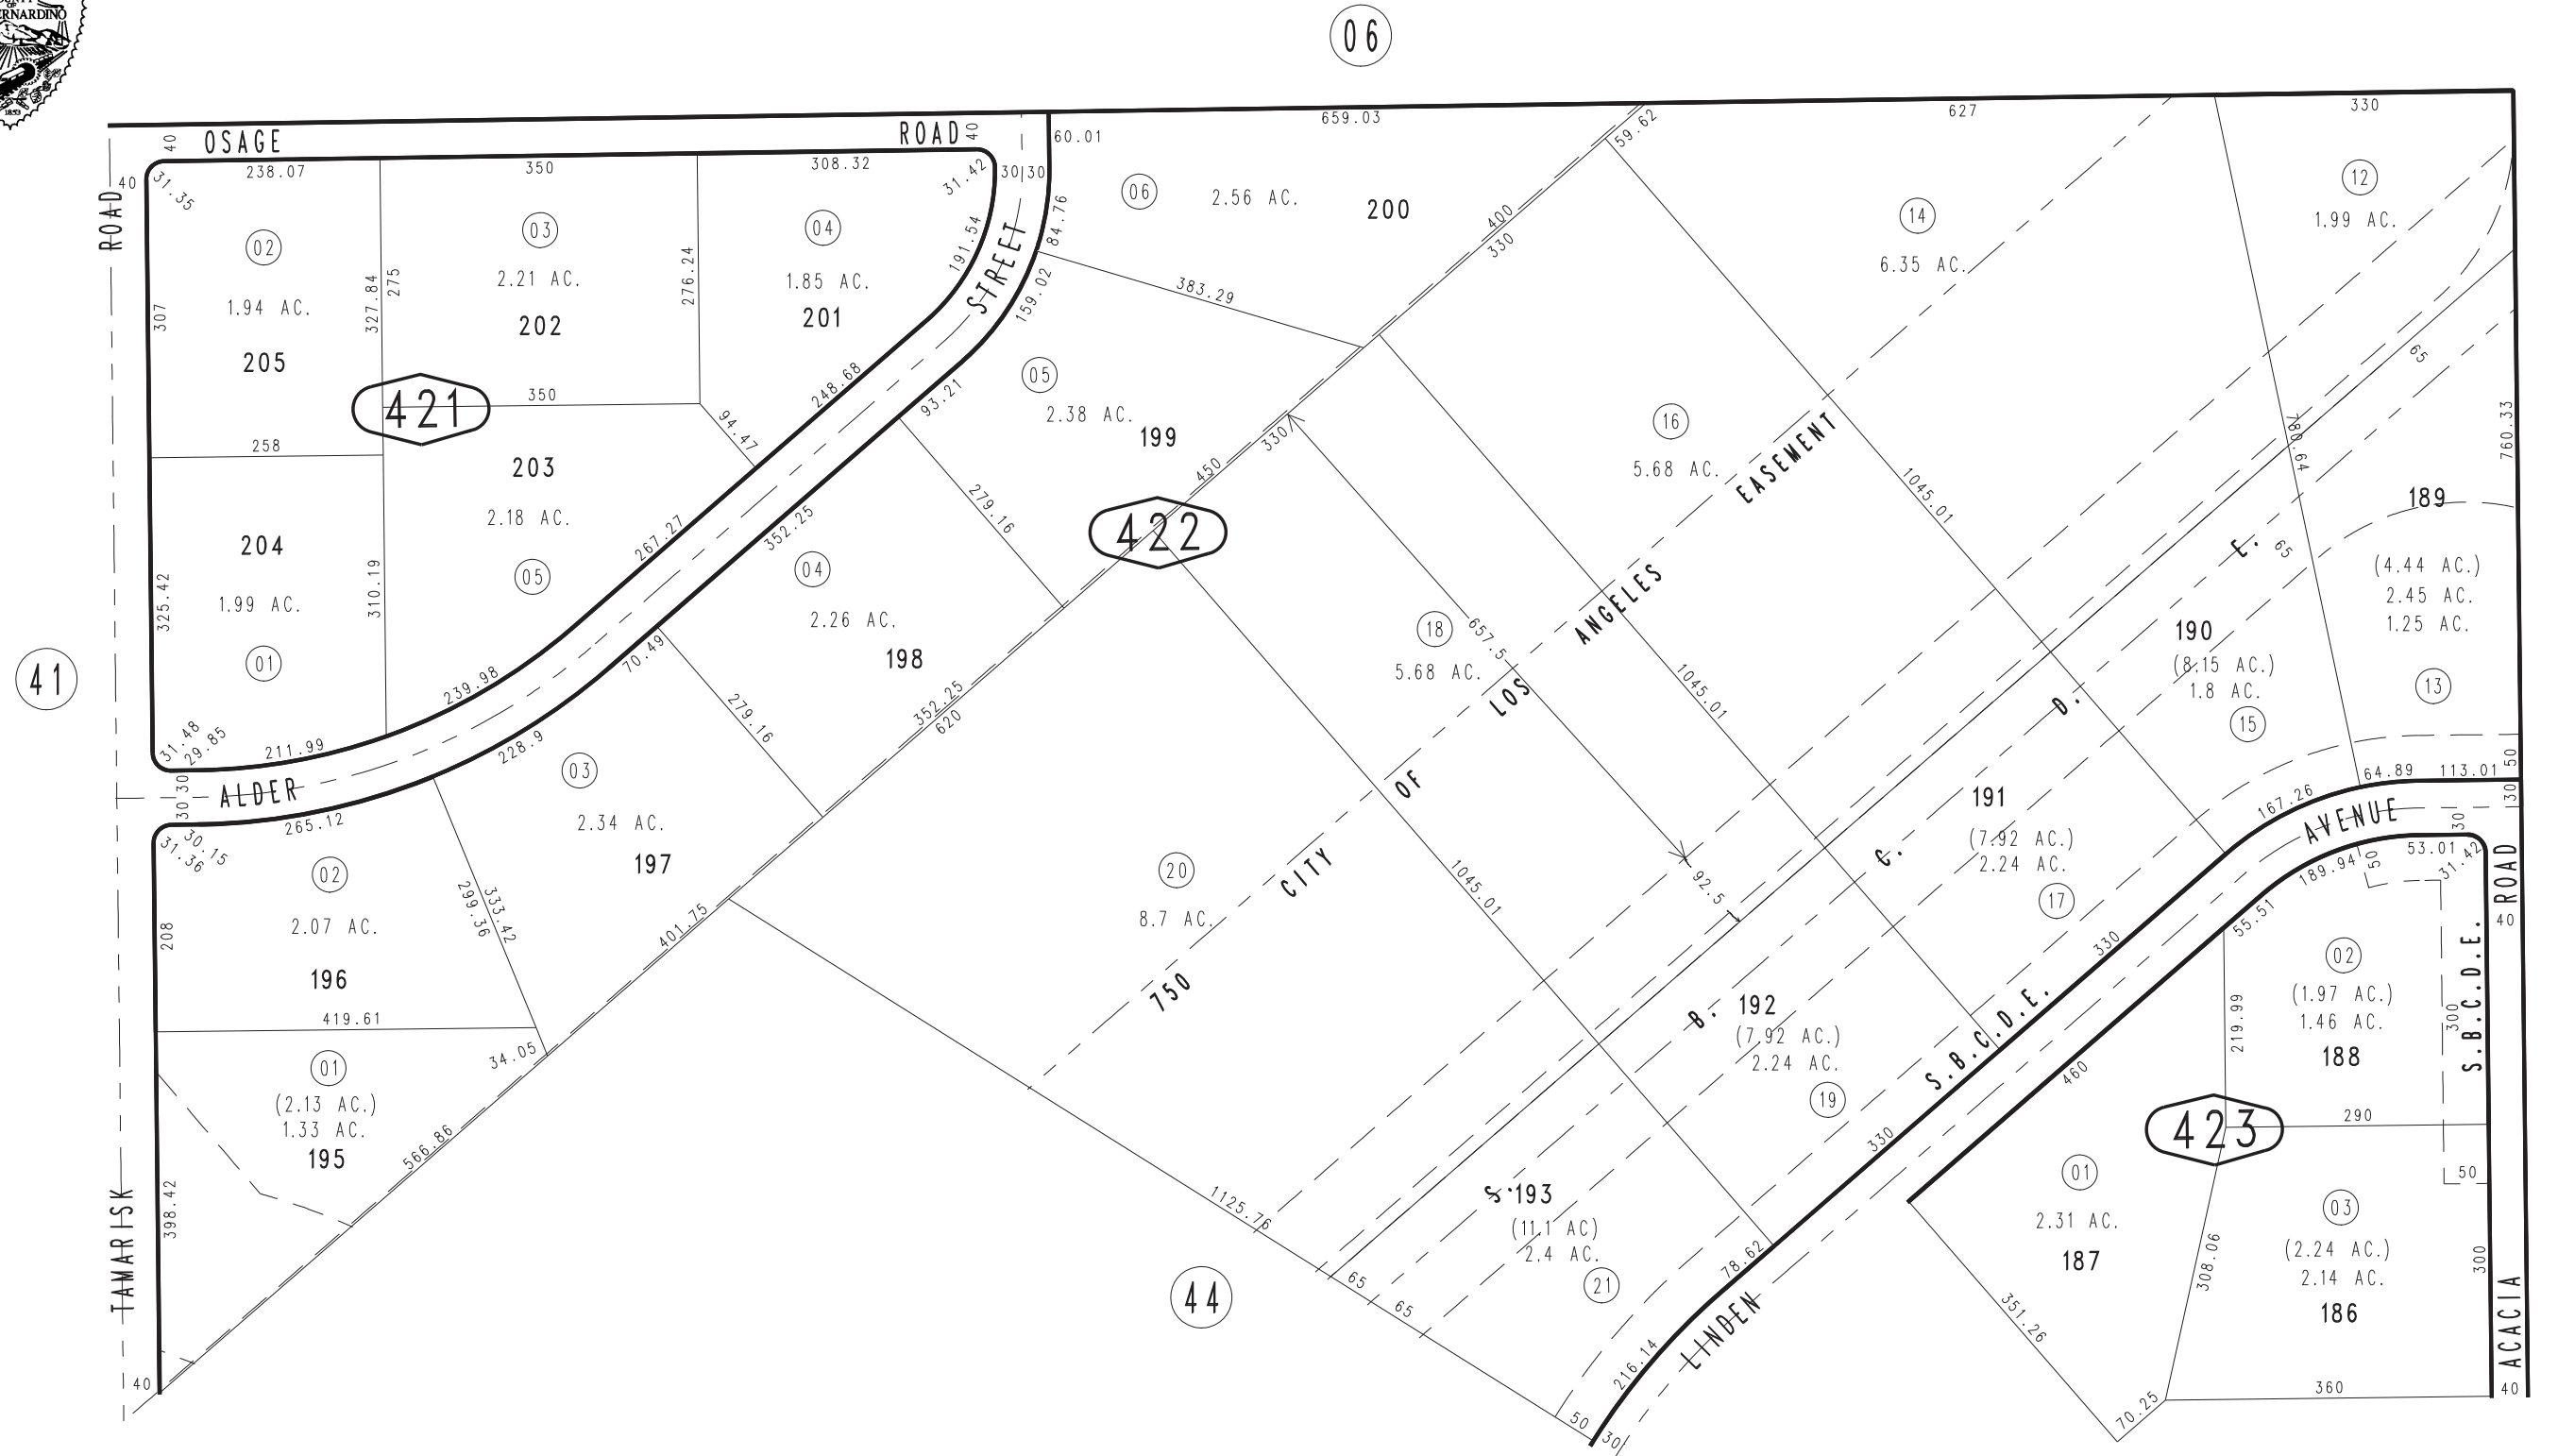 BERNARDINO
1853
06
OSAGE ROAD
40
40
659.03
627
330
60.01
59.62
238.07
350
308.32
31.35
31.42
30|30
40
ROAD
02
1.94 AC.
205
307
327.84
275
03
2.21 AC.
202
276.24
04
1.85 AC.
201
191.54
STREET
84.76
159.02
06
2.56 AC.
200
383.29
400
330
14
6.35 AC.
12
1.99 AC.
421
350
258
94.47
248.68
93.21
05
2.38 AC.
199
450
330
16
5.68 AC.
EASEMENT
1045.01
780.64
65
760.33
189
(4.44 AC.)
2.45 AC.
1.25 AC.
13
204
1.99 AC.
01
325.42
310.19
203
2.18 AC.
05
267.27
352.25
279.16
422
04
2.26 AC.
198
239.98
70.49
279.16
352.25
620
18
5.68 AC.
657.5
LOS
ANGELES
1045.01
E.
65
190
(8.15 AC.)
1.8 AC.
15
D.
41
31.48
29.85
211.99
30 30
ALDER
228.9
265.12
30.15
31.36
03
2.34 AC.
197
OF
CITY
750
20
8.7 AC.
1045.01
92.5
C.
191
(7.92 AC.)
2.24 AC.
17
167.26
64.89
113.01
50
30
AVENUE
30
53.01
31.42
189.94
50
02
2.07 AC.
196
208
299.36
333.42
401.75
419.61
34.05
01
(2.13 AC.)
1.33 AC.
195
566.86
398.42
TAMARISK
40
B.
192
(7.92 AC.)
2.24 AC.
19
330
S.B.C.D.E.
55.51
460
330
S.
193
(11.1 AC)
2.4 AC.
21
1125.76
65
65
44
78.62
216.14
50
30
LINDEN
ROAD
40
02
(1.97 AC.)
1.46 AC.
188
219.99
300
S.B.C.D.E.
423
290
50
01
2.31 AC.
187
308.06
351.26
70.25
03
(2.24 AC.)
2.14 AC.
186
300
360
ACACIA
40